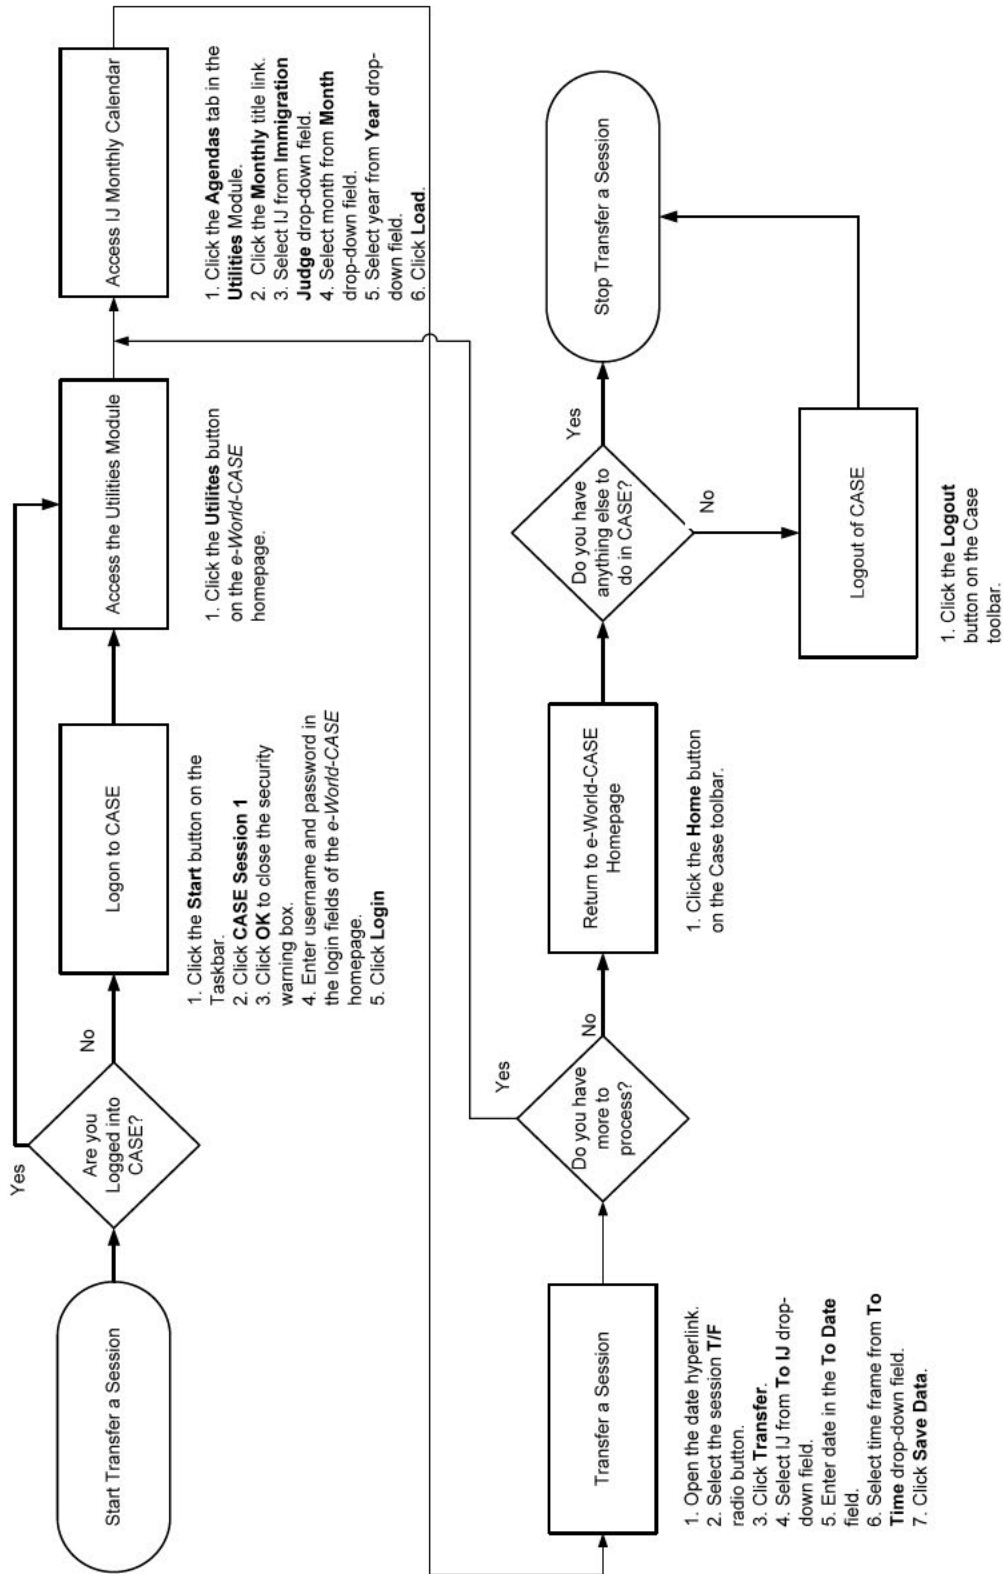 Start Transfer a Session
Yes
Are you
Logged into
CASE?
No
Logon to CASE
1. Click the Start button on the
Taskbar.
2. Click CASE Session 1
3. Click OK to close the security
warning box.
4. Enter username and password in
the login fields of the e-World-CASE
homepage.
5. Click Login
Access the Utilities Module
1. Click the Utilites button
on the e-World-CASE
homepage.
Access IJ Monthly Calendar
1. Click the Agendas tab in the
Utilities Module.
2. Click the Monthly title link.
3. Select IJ from Immigration
Judge drop-down field.
4. Select month from Month
drop-down field.
5. Select year from Year drop-
down field.
6. Click Load.
Transfer a Session
1. Open the date hyperlink.
2. Select the session T/F
radio button.
3. Click Transfer.
4. Select IJ from To IJ drop-
down field.
5. Enter date in the To Date
field.
6. Select time frame from To
Time drop-down field.
7. Click Save Data.
Yes
Do you have
more to
process?
No
Return to e-World-CASE
Homepage
1. Click the Home button
on the Case toolbar.
Do you have
anything else to
do in CASE?
Yes
No
Stop Transfer a Session
Logout of CASE
1. Click the Logout
button on the Case
toolbar.